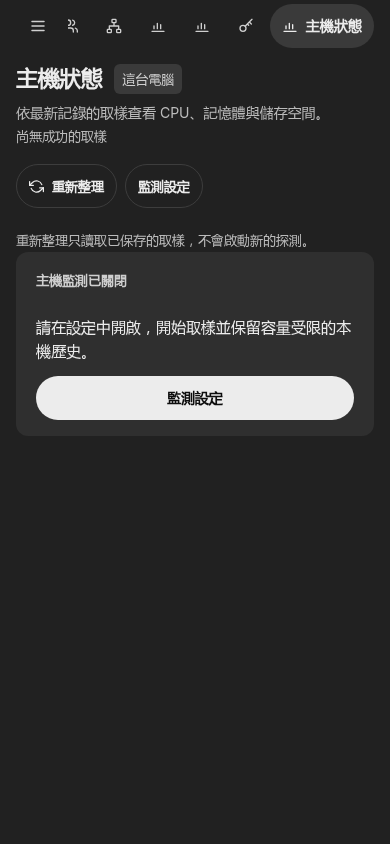 主機狀態
主機狀態
這台電腦
依最新記錄的取樣查看 CPU、記憶體與儲存空間。
尚無成功的取樣
重新整理
監測設定
重新整理只讀取已保存的取樣，不會啟動新的探測。
主機監測已關閉
請在設定中開啟，開始取樣並保留容量受限的本
機歷史。
監測設定